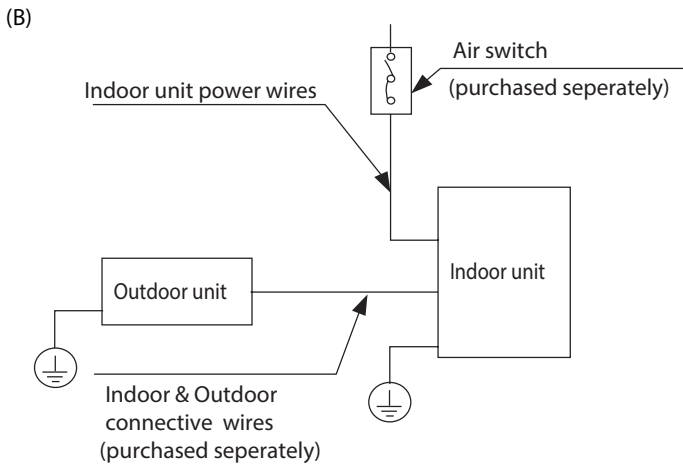 (B)
Air switch
(purchased seperately)
Indoor unit power wires
Indoor unit
Outdoor unit
Indoor & Outdoor
connective wires
(purchased seperately)